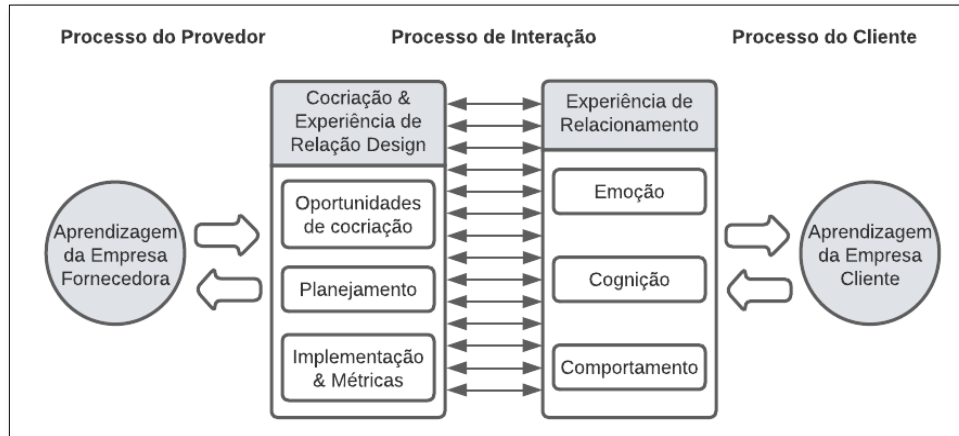 Processo do Provedor
Processo de Interação
Processo do Cliente
Cocriação &
Experiência de
Relação Design
Experiência de
Relacionamento
Aprendizagem
da Empresa
Fornecedora
Oportunidades
de cocriação
Planejamento
Implementação
& Métricas
Emoção
Cognição
Comportamento
Aprendizagem
da Empresa
Cliente